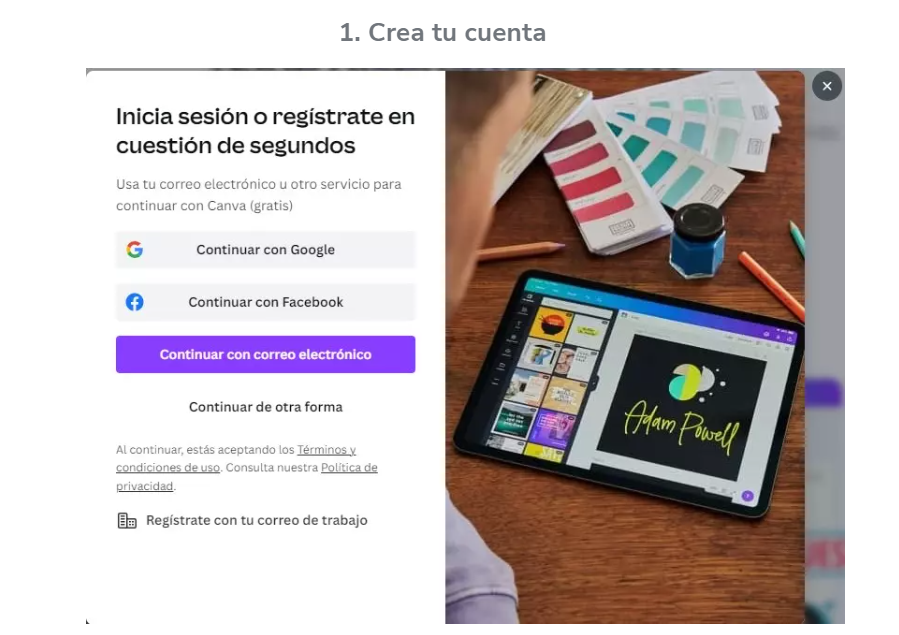 1. Crea tu cuenta
Inicia sesión o regístrate en
cuestión de segundos
Usa tu correo electrónico u otro servicio para
continuar con Canva (gratis)
Continuar con Google
Continuar con Facebook
Continuar con correo electrónico
Continuar de otra forma
Al continuar, estás aceptando los Términos y
condiciones de uso. Consulta nuestra Política de
privacidad.
Regístrate con tu correo de trabajo
Adam Powell